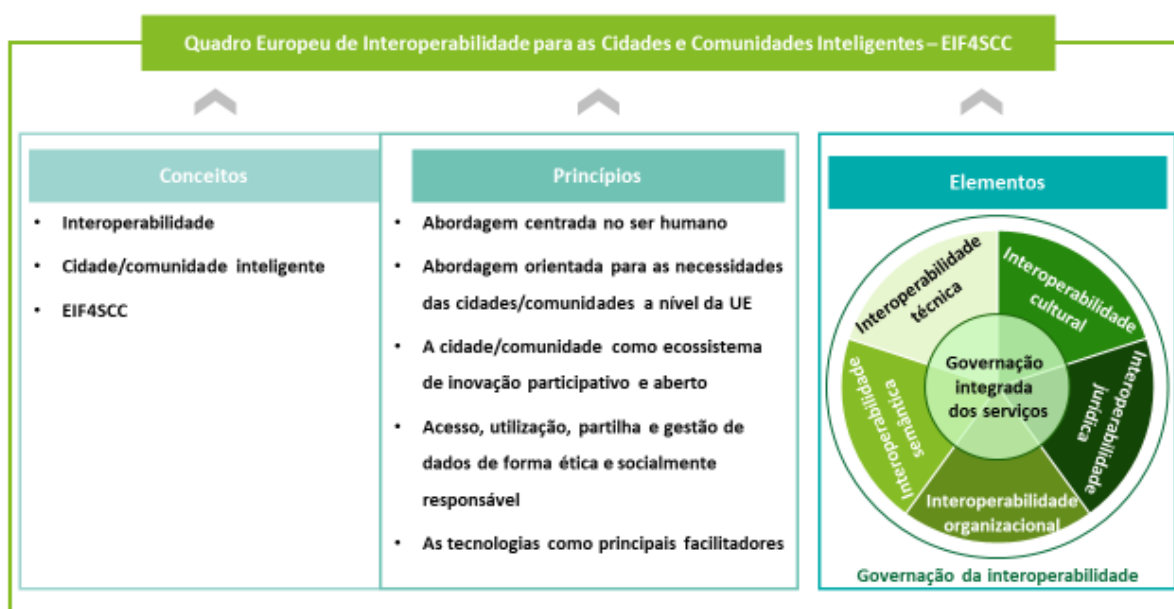 Quadro Europeu de Interoperabilidade para as Cidades e Comunidades Inteligentes – EIF4SCC
Conceitos
• Interoperabilidade
• Cidade/comunidade inteligente
• EIF4SCC
Princípios
• Abordagem centrada no ser humano
• Abordagem orientada para as necessidades
das cidades/comunidades a nível da UE
• A cidade/comunidade como ecossistema
de inovação participativo e aberto
• Acesso, utilização, partilha e gestão de
dados de forma ética e socialmente
responsável
• As tecnologias como principais facilitadores
Elementos
Interoperabilidade
técnica
Interoperabilidade
cultural
Interoperabilidade
jurídica
Interoperabilidade
organizacional
Interoperabilidade
semântica
Governação
integrada
dos serviços
Governação da interoperabilidade